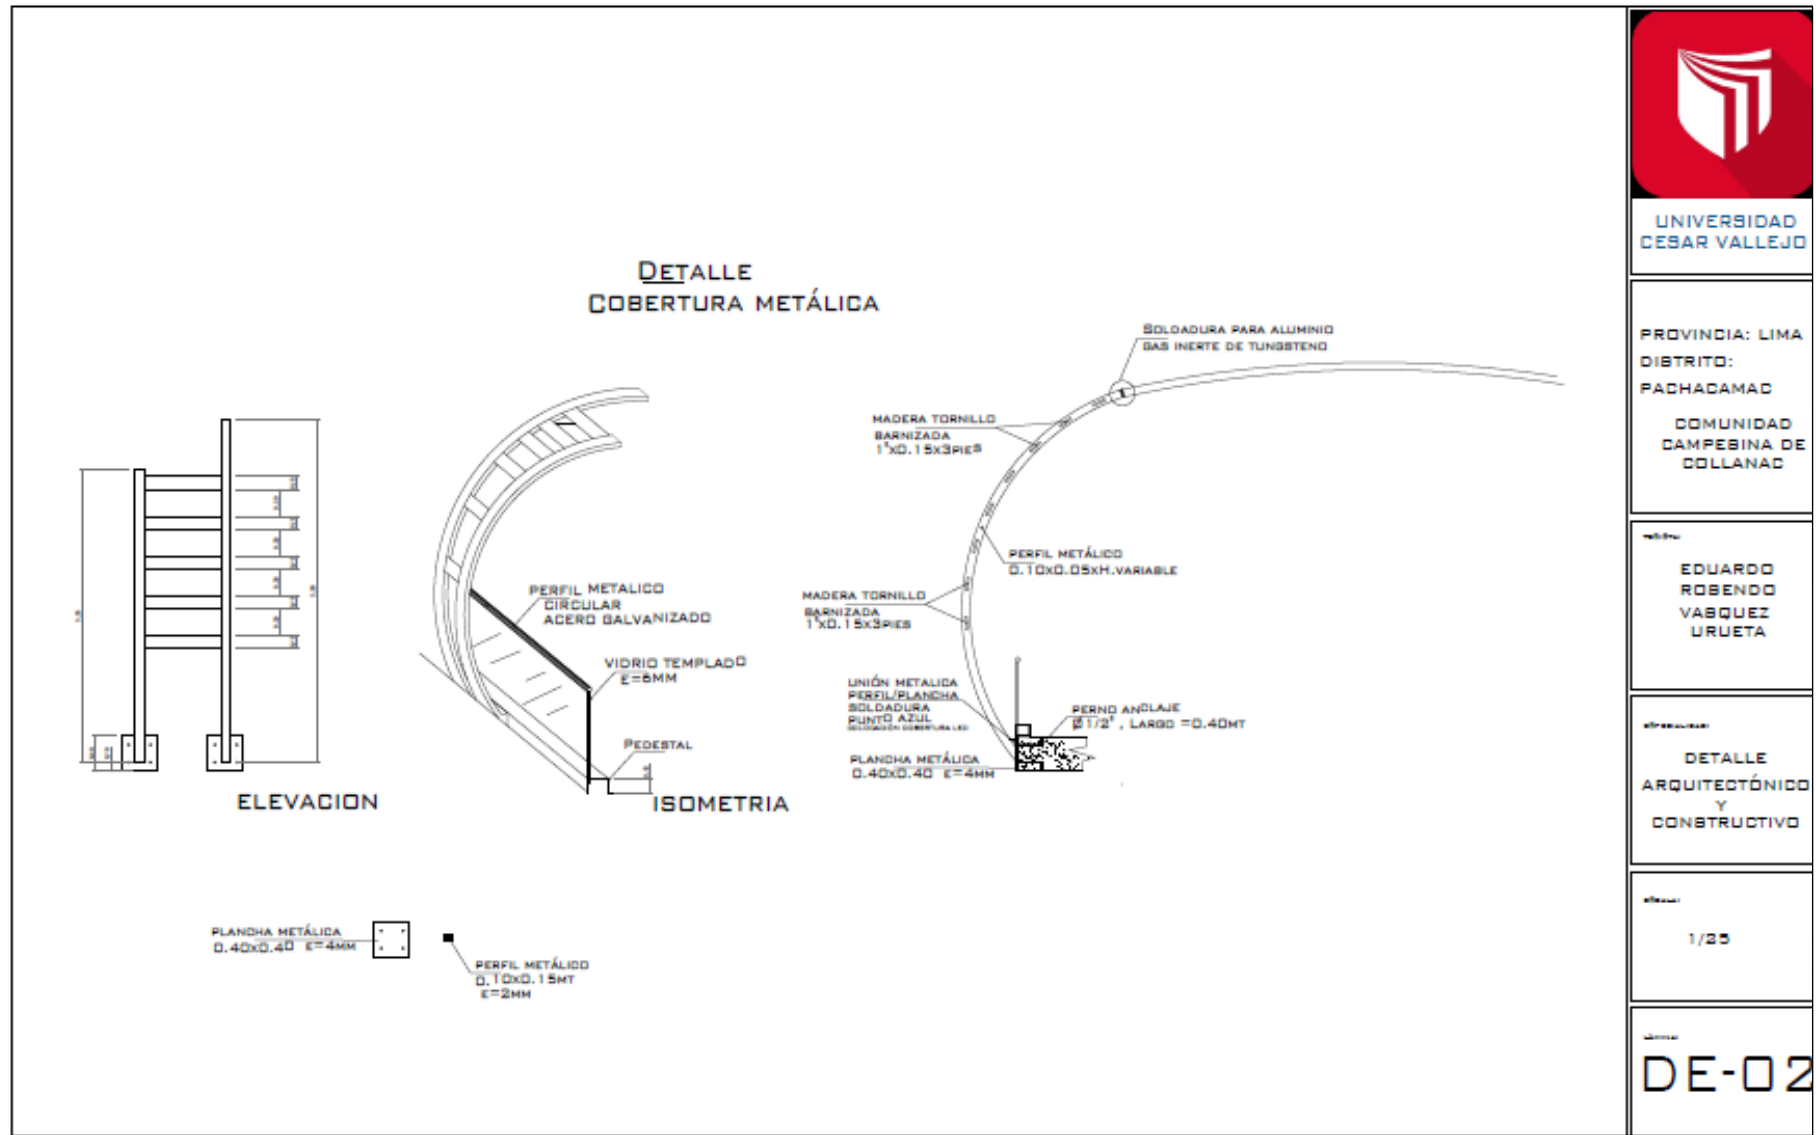 DETALLE
COBERTURA METÁLICA
SOLDADURA PARA ALUMINIO
GAS INERTE DE TUNGSTENO
MADERA TORNILLO
BARNIZADA
1"X0.15X3PIES
PERFIL METÁLICO
0.10X0.05XH.VARIABLE
MADERA TORNILLO
BARNIZADA
1"X0.15X3PIES
PERFIL METALICO
CIRCULAR
ACERO GALVANIZADO
VIDRIO TEMPLADO
PEDESTAL
UNIÓN METALICA
PERFIL/PLANCHA
SOLDADURA
PUNTO AZUL
COLOCACIÓN COBERTURA LED
PERNO ANCLAJE
Ø1/2", LARGO =0.40MT
PLANCHA METÁLICA
0.40X0.40 E=4MM
ELEVACION
ISOMETRIA
PLANCHA METÁLICA
0.40X0.40 E=4MM
PERFIL METÁLICO
0.10X0.15MT
E=2MM
UNIVERSIDAD
CESAR VALLEJO
PROVINCIA: LIMA
DISTRITO:
PACHACAMAC
COMUNIDAD
CAMPESINA DE
COLLANAC
EDUARDO
ROSENDO
VASQUEZ
URUETA
DETALLE
ARQUITECTÓNICO
Y
CONSTRUCTIVO
1/25
DE-02